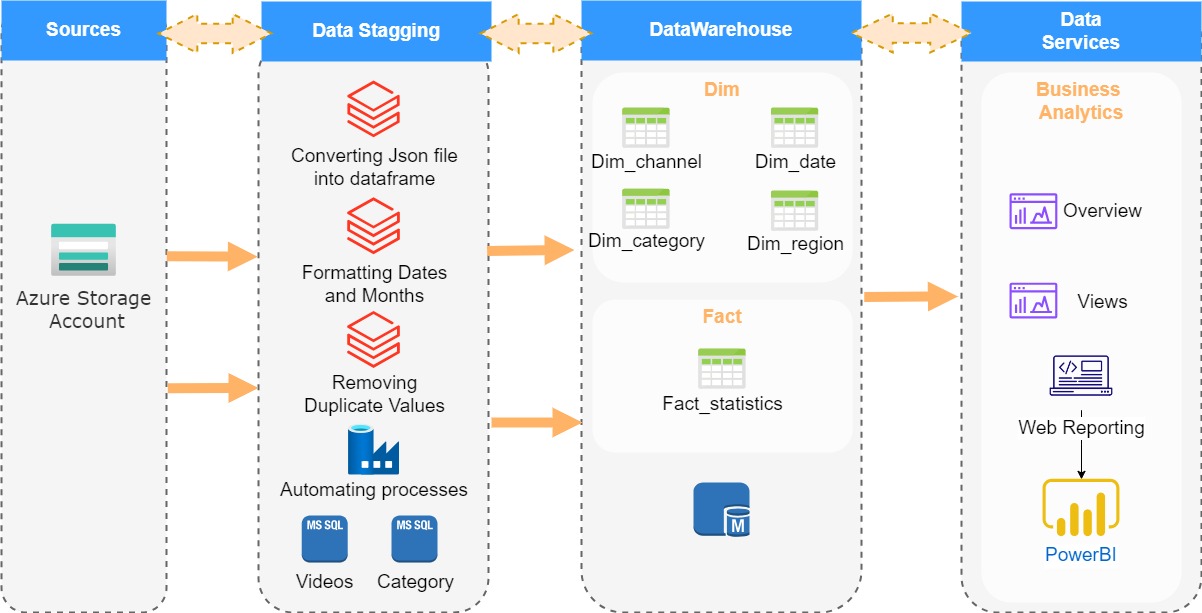 Sources
Data Stagging
DataWarehouse
Data
Services
Azure Storage
Account
Converting Json file
into dataframe
Formatting Dates
and Months
Removing
Duplicate Values
Automating processes
MS SQL
MS SQL
Videos
Category
Dim
Dim_channel
Dim_date
Dim_category
Dim_region
Fact
Fact_statistics
M
Business
Analytics
Overview
Views
</>
Web Reporting
PowerBI